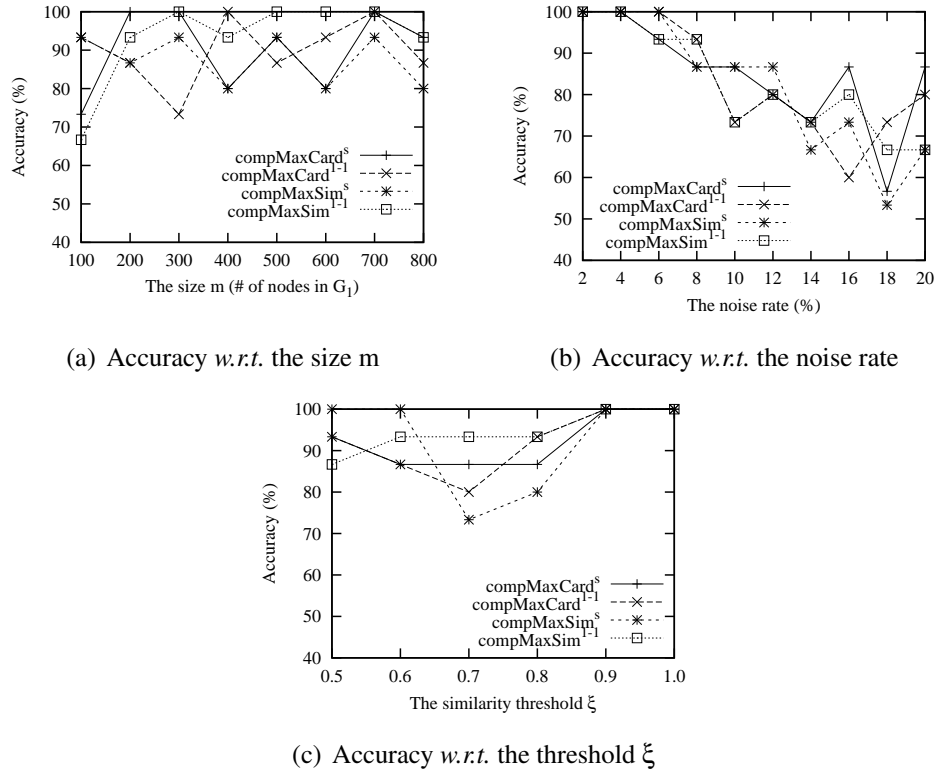 100
90
80
70
60
50
40
100 200 300 400 500 600 700 800
Accuracy (%)
The size m (# of nodes in G₁)
compMaxCardˢ
compMaxCard¹⁻¹
compMaxSimˢ
compMaxSim¹⁻¹
(a) Accuracy w.r.t. the size m
100
90
80
70
60
50
40
2 4 6 8 10 12 14 16 18 20
Accuracy (%)
The noise rate (%)
compMaxCardˢ
compMaxCard¹⁻¹
compMaxSimˢ
compMaxSim¹⁻¹
(b) Accuracy w.r.t. the noise rate
100
90
80
70
60
50
40
0.5 0.6 0.7 0.8 0.9 1.0
Accuracy (%)
The similarity threshold ξ
compMaxCardˢ
compMaxCard¹⁻¹
compMaxSimˢ
compMaxSim¹⁻¹
(c) Accuracy w.r.t. the threshold ξ